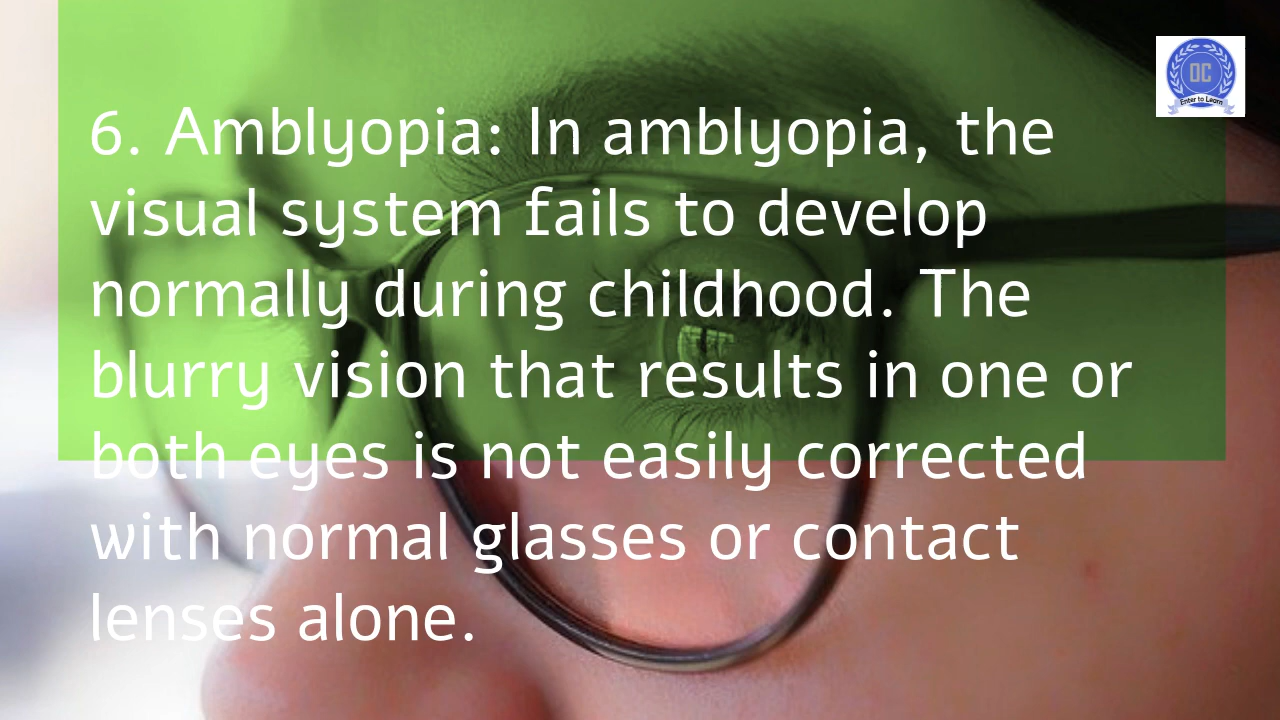 6. Amblyopia: In amblyopia, the
visual system fails to develop
normally during childhood. The
blurry vision that results in one or
both eyes is not easily corrected
with normal glasses or contact
lenses alone.
OC
Enter to Learn